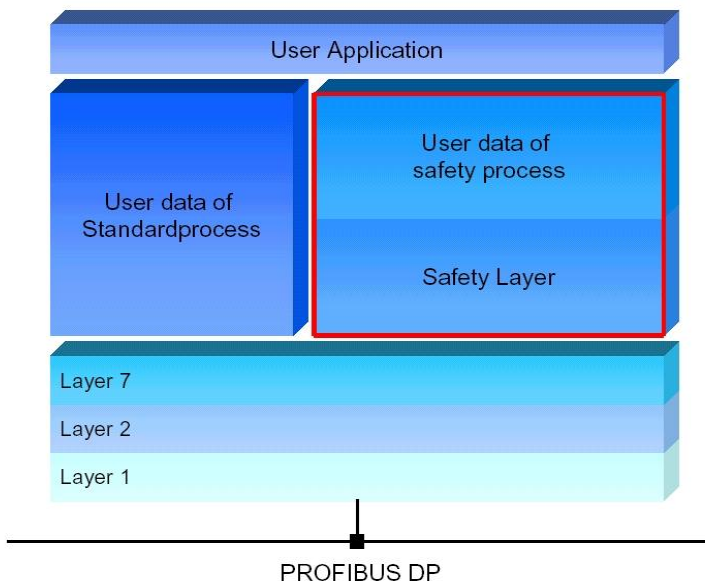 User Application
User data of
Standardprocess
User data of
safety process
Safety Layer
Layer 7
Layer 2
Layer 1
PROFIBUS DP